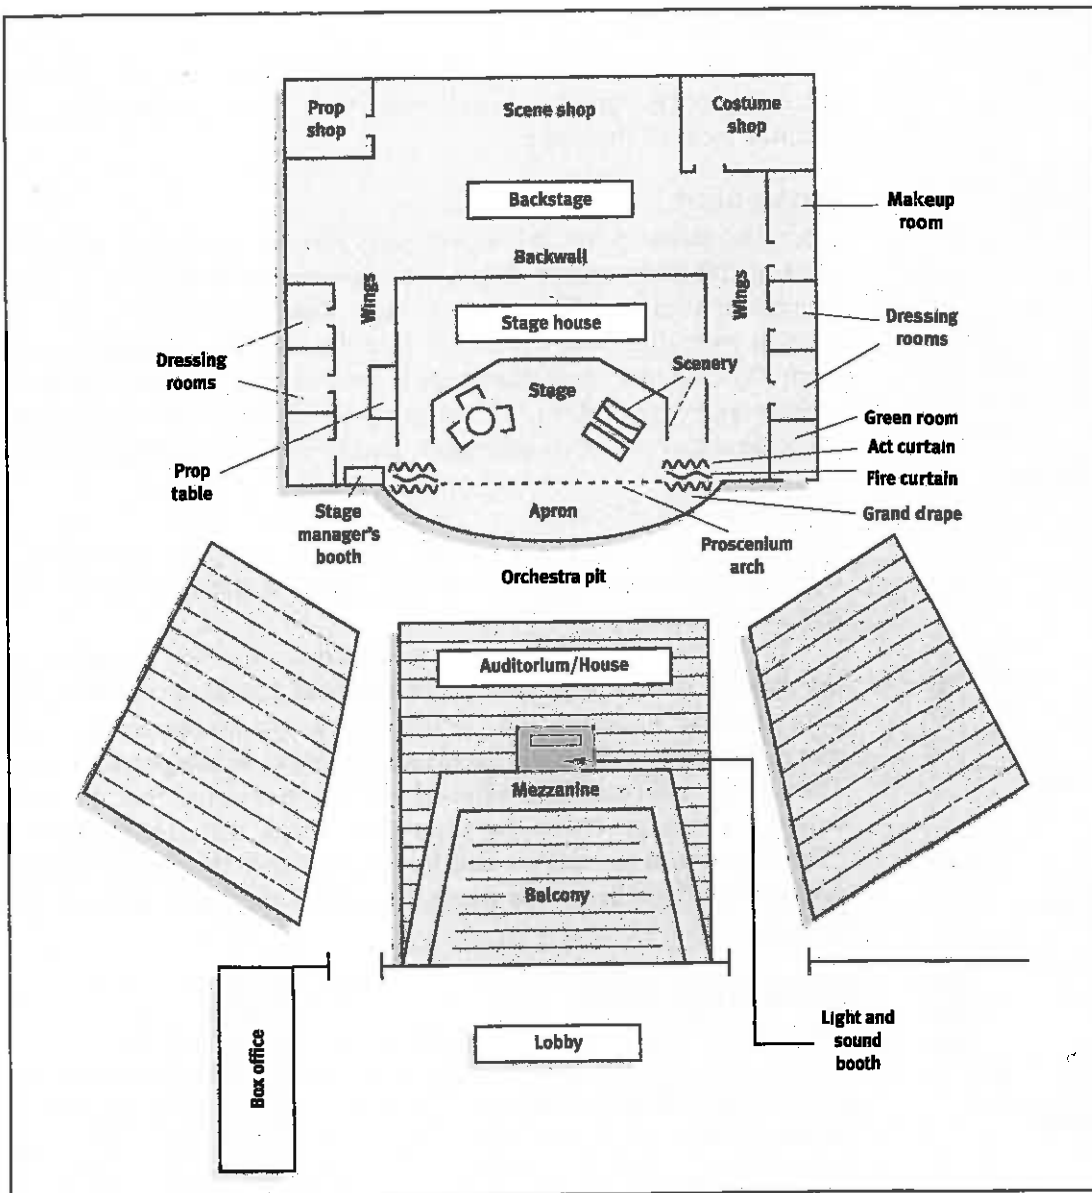 Prop
shop
Scene shop
Costume
shop
Backstage
Makeup
room
Backwall
Wings
Wings
Stage house
Dressing
rooms
Dressing
rooms
Scenery
Stage
Green room
Act curtain
Fire curtain
Prop
table
Grand drape
Stage
manager's
booth
Apron
Proscenium
arch
Orchestra pit
Auditorium/House
Mezzanine
Balcony
Light and
sound
booth
Lobby
Box office